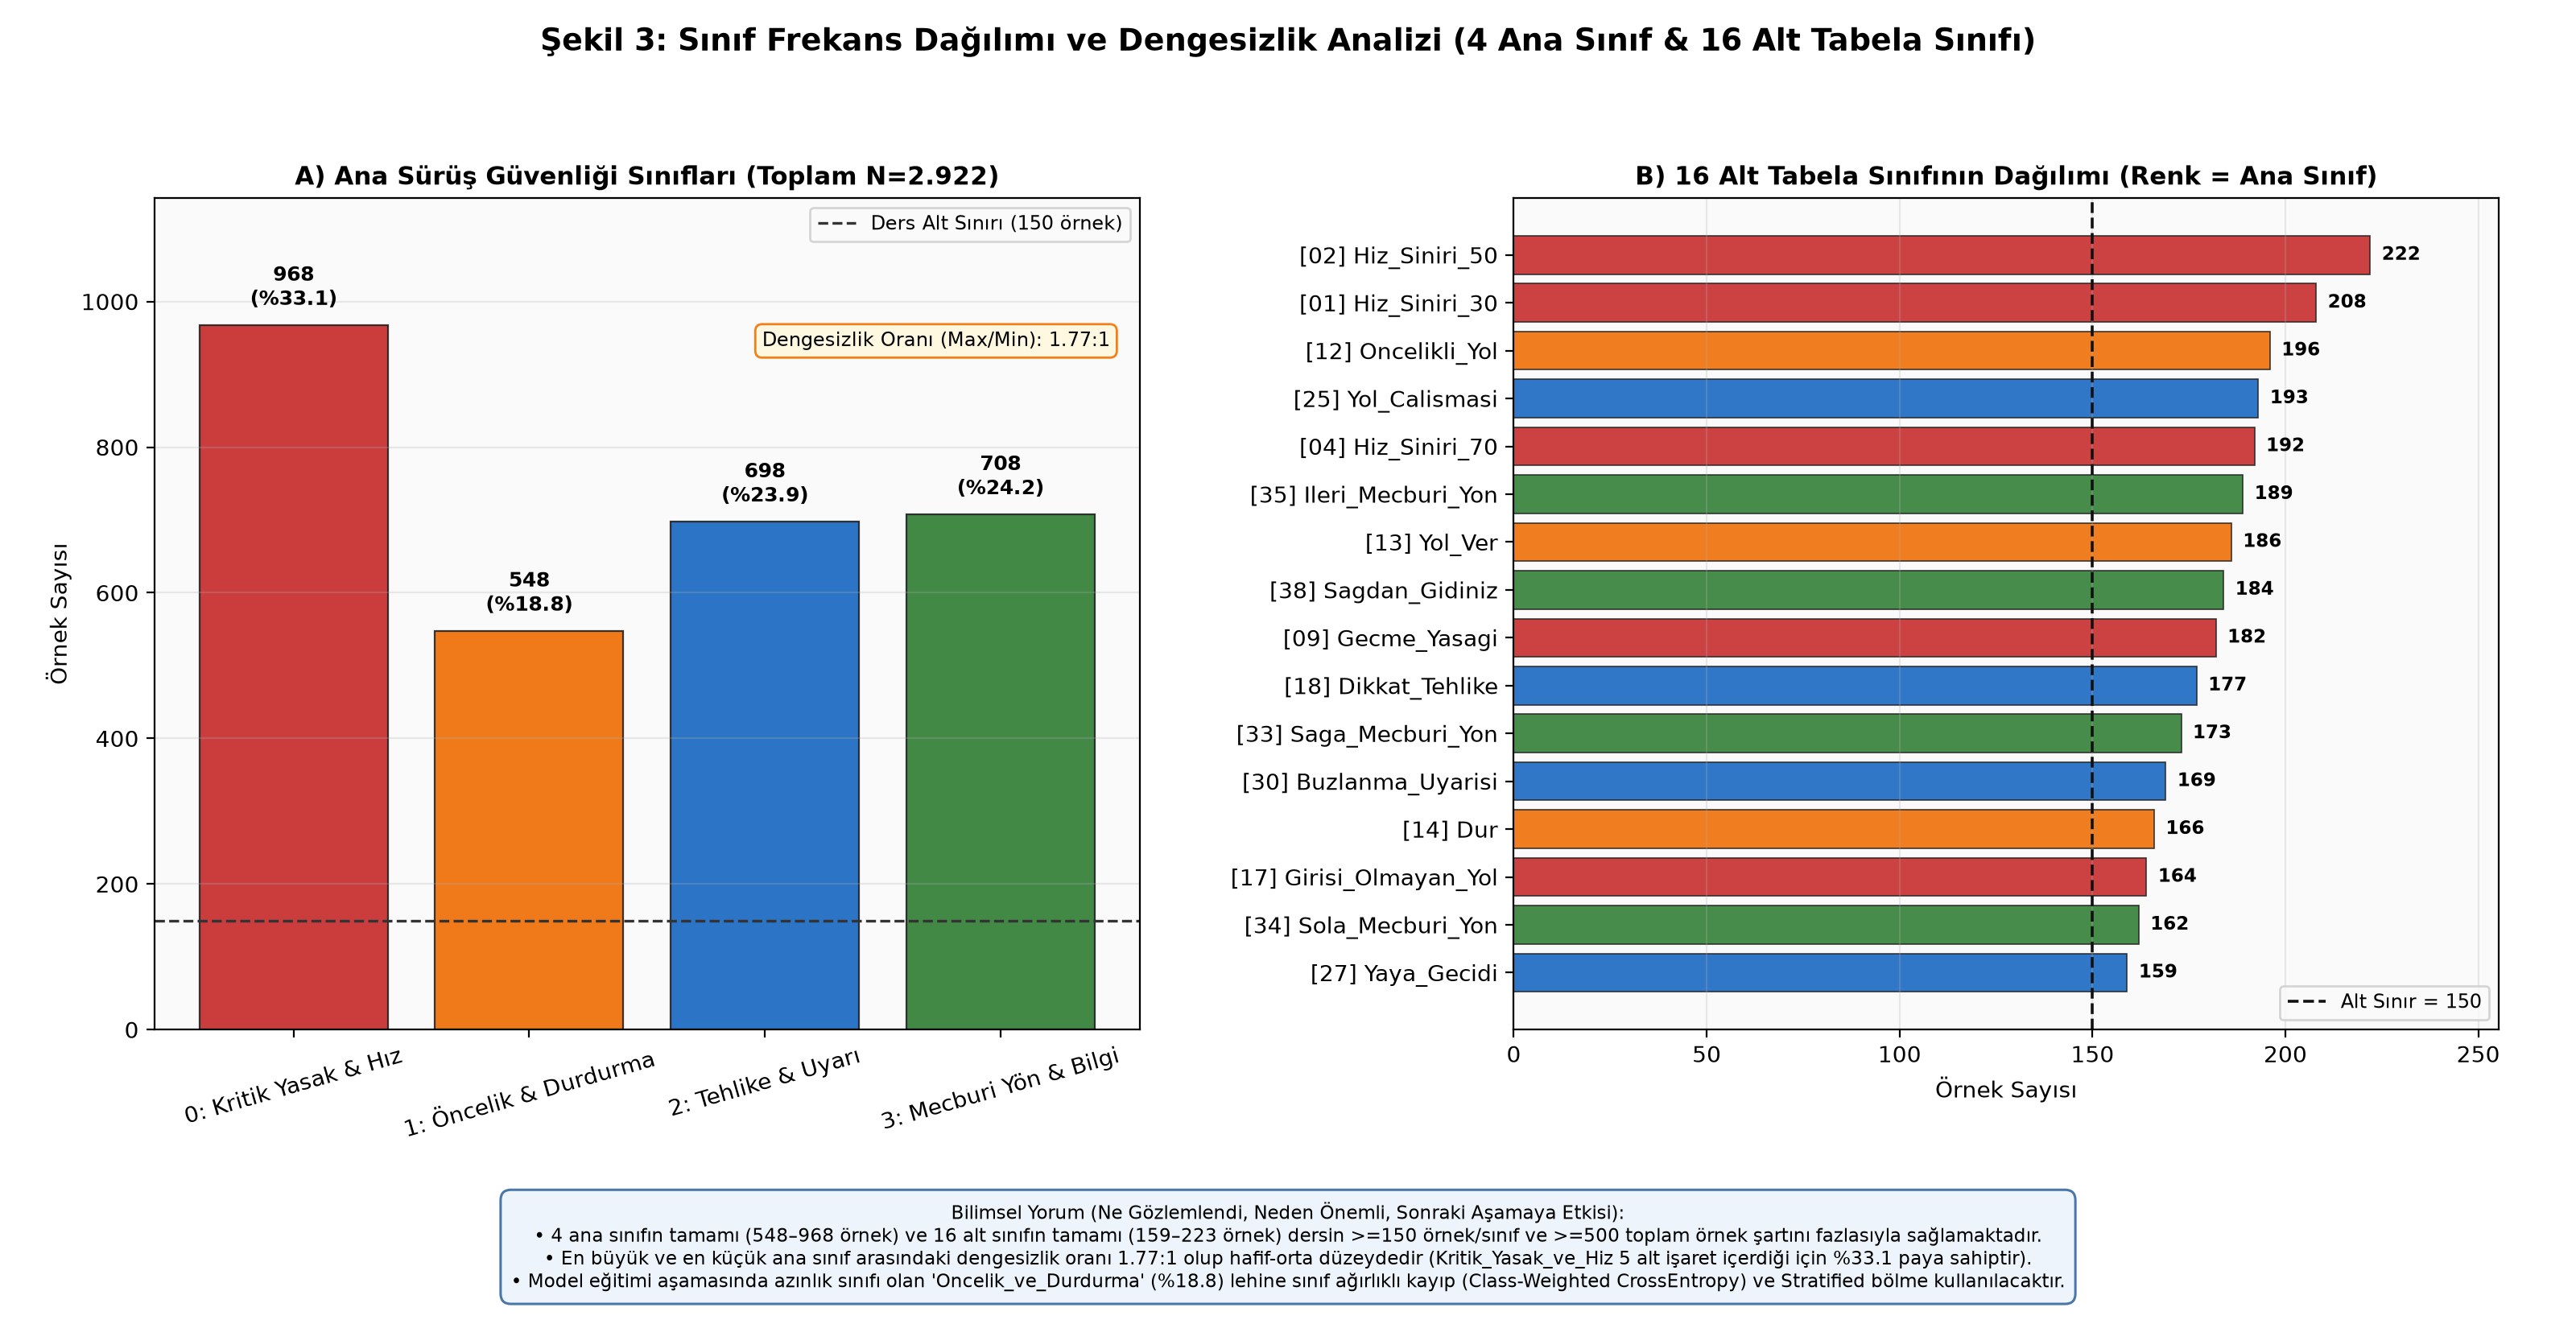 Şekil 3: Sınıf Frekans Dağılımı ve Dengesizlik Analizi (4 Ana Sınıf & 16 Alt Tabela Sınıfı)
A) Ana Sürüş Güvenliği Sınıfları (Toplam N=2.922)
Ders Alt Sınırı (150 örnek)
Dengesizlik Oranı (Max/Min): 1.77:1
968
(%33.1)
548
(%18.8)
698
(%23.9)
708
(%24.2)
Örnek Sayısı
1000
800
600
400
200
0
0: Kritik Yasak & Hız
1: Öncelik & Durdurma
2: Tehlike & Uyarı
3: Mecburi Yön & Bilgi
B) 16 Alt Tabela Sınıfının Dağılımı (Renk = Ana Sınıf)
[02] Hiz_Siniri_50 222
[01] Hiz_Siniri_30 208
[12] Oncelikli_Yol 196
[25] Yol_Calismasi 193
[04] Hiz_Siniri_70 192
[35] Ileri_Mecburi_Yon 189
[13] Yol_Ver 186
[38] Sagdan_Gidiniz 184
[09] Gecme_Yasagi 182
[18] Dikkat_Tehlike 177
[33] Saga_Mecburi_Yon 173
[30] Buzlanma_Uyarisi 169
[14] Dur 166
[17] Girisi_Olmayan_Yol 164
[34] Sola_Mecburi_Yon 162
[27] Yaya_Gecidi 159
Alt Sınır = 150
0 50 100 150 200 250
Örnek Sayısı
Bilimsel Yorum (Ne Gözlemlendi, Neden Önemli, Sonraki Aşamaya Etkisi):
• 4 ana sınıfın tamamı (548–968 örnek) ve 16 alt sınıfın tamamı (159–223 örnek) dersin >=150 örnek/sınıf ve >=500 toplam örnek şartını fazlasıyla sağlamaktadır.
• En büyük ve en küçük ana sınıf arasındaki dengesizlik oranı 1.77:1 olup hafif-orta düzeydedir (Kritik_Yasak_ve_Hiz 5 alt işaret içerdiği için %33.1 paya sahiptir).
• Model eğitimi aşamasında azınlık sınıfı olan 'Oncelik_ve_Durdurma' (%18.8) lehine sınıf ağırlıklı kayıp (Class-Weighted CrossEntropy) ve Stratified bölme kullanılacaktır.